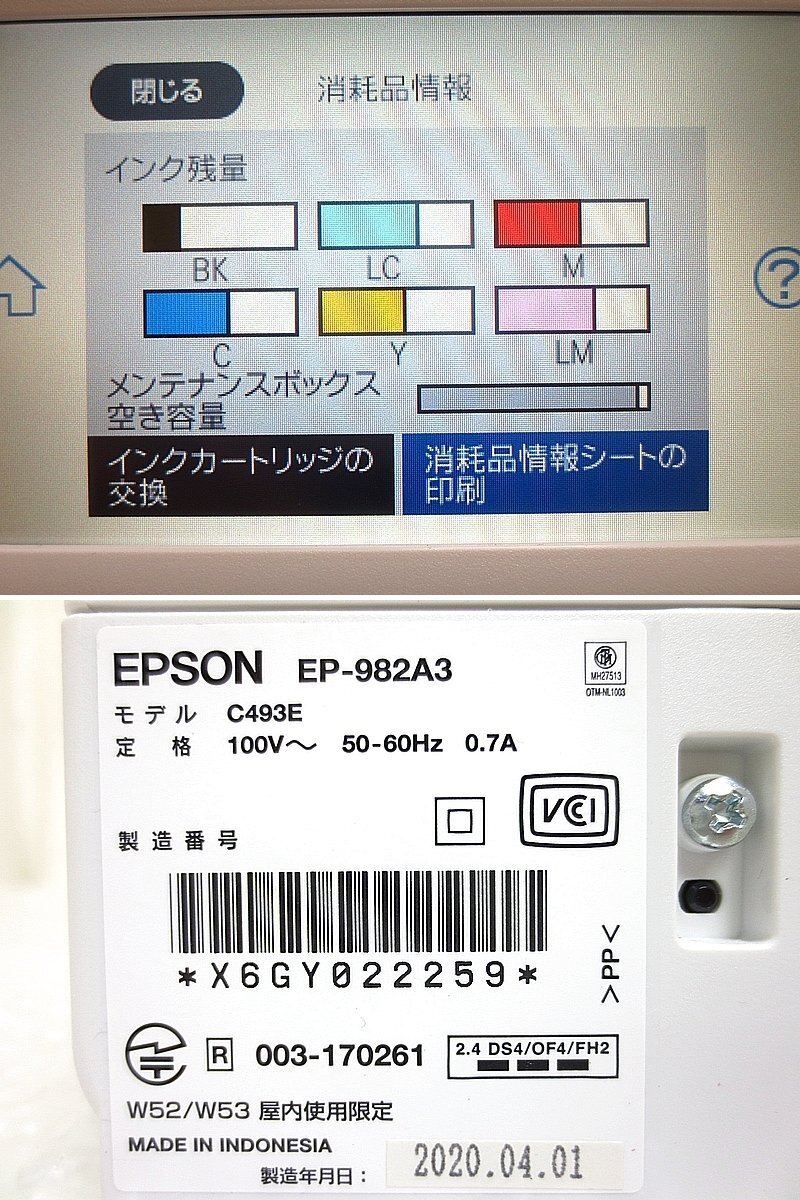 閉じる 消耗品情報
インク残量
BK LC M
C Y LM
メンテナンスボックス
空き容量
インクカートリッジの
交換
消耗品情報シートの
印刷
EPSON EP-982A3
MH27513
OTM-NL1003
モデル C493E
定格 100V～ 50-60Hz 0.7A
VCI
製造番号
*X6GY022259*
>PP<
R 003-170261 2.4 DS4/OF4/FH2
W52/W53 屋内使用限定
MADE IN INDONESIA
製造年月日： 2020.04.01